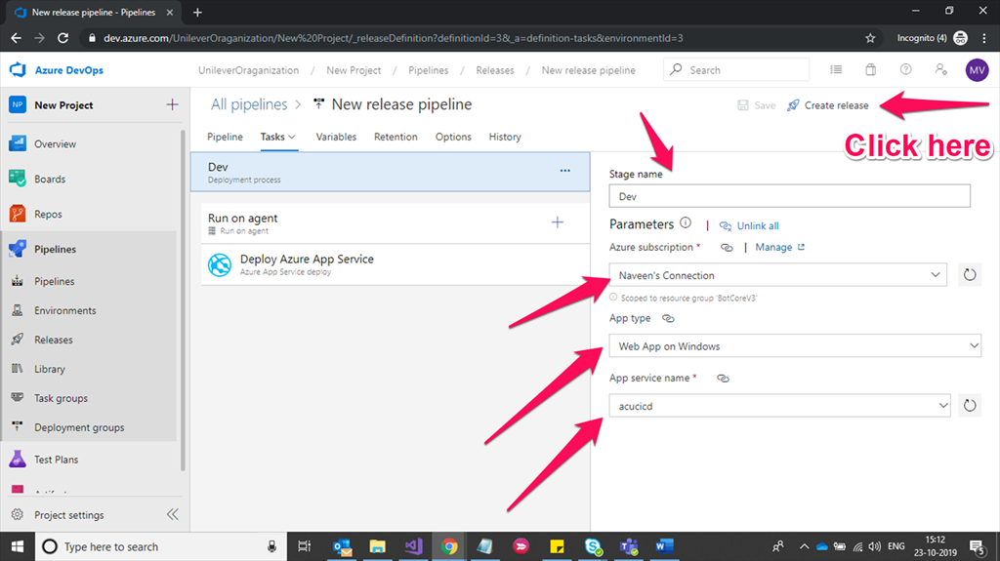 New release pipeline - Pipelines
dev.azure.com/UnileverOraganization/New%20Project/_releaseDefinition?definitionId=3&_a=definition-tasks&environmentId=3
Incognito (4)
Azure DevOps
UnileverOraganization / New Project / Pipelines / Releases / New release pipeline
Search
MV
NP New Project
All pipelines > New release pipeline
Save
Create release
Click here
Pipeline Tasks Variables Retention Options History
Overview
Boards
Repos
Pipelines
Pipelines
Environments
Releases
Library
Task groups
Deployment groups
Test Plans
Project settings
Dev
Deployment process
Run on agent
Run on agent
Deploy Azure App Service
Azure App Service deploy
Stage name
Dev
Parameters | Unlink all
Azure subscription * | Manage
Naveen's Connection
Scoped to resource group 'BotCoreV3'
App type
Web App on Windows
App service name *
acucicd
Type here to search
ENG
15:12
23-10-2019
5